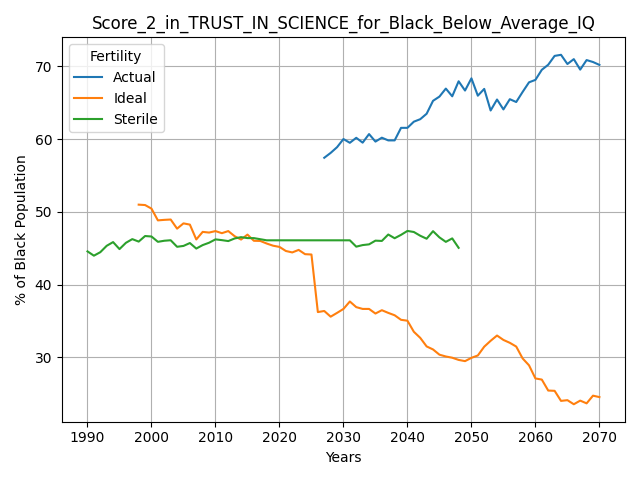 Score_2_in_TRUST_IN_SCIENCE_for_Black_Below_Average_IQ
Fertility
Actual
Ideal
Sterile
% of Black Population
70
60
50
40
30
1990 2000 2010 2020 2030 2040 2050 2060 2070
Years